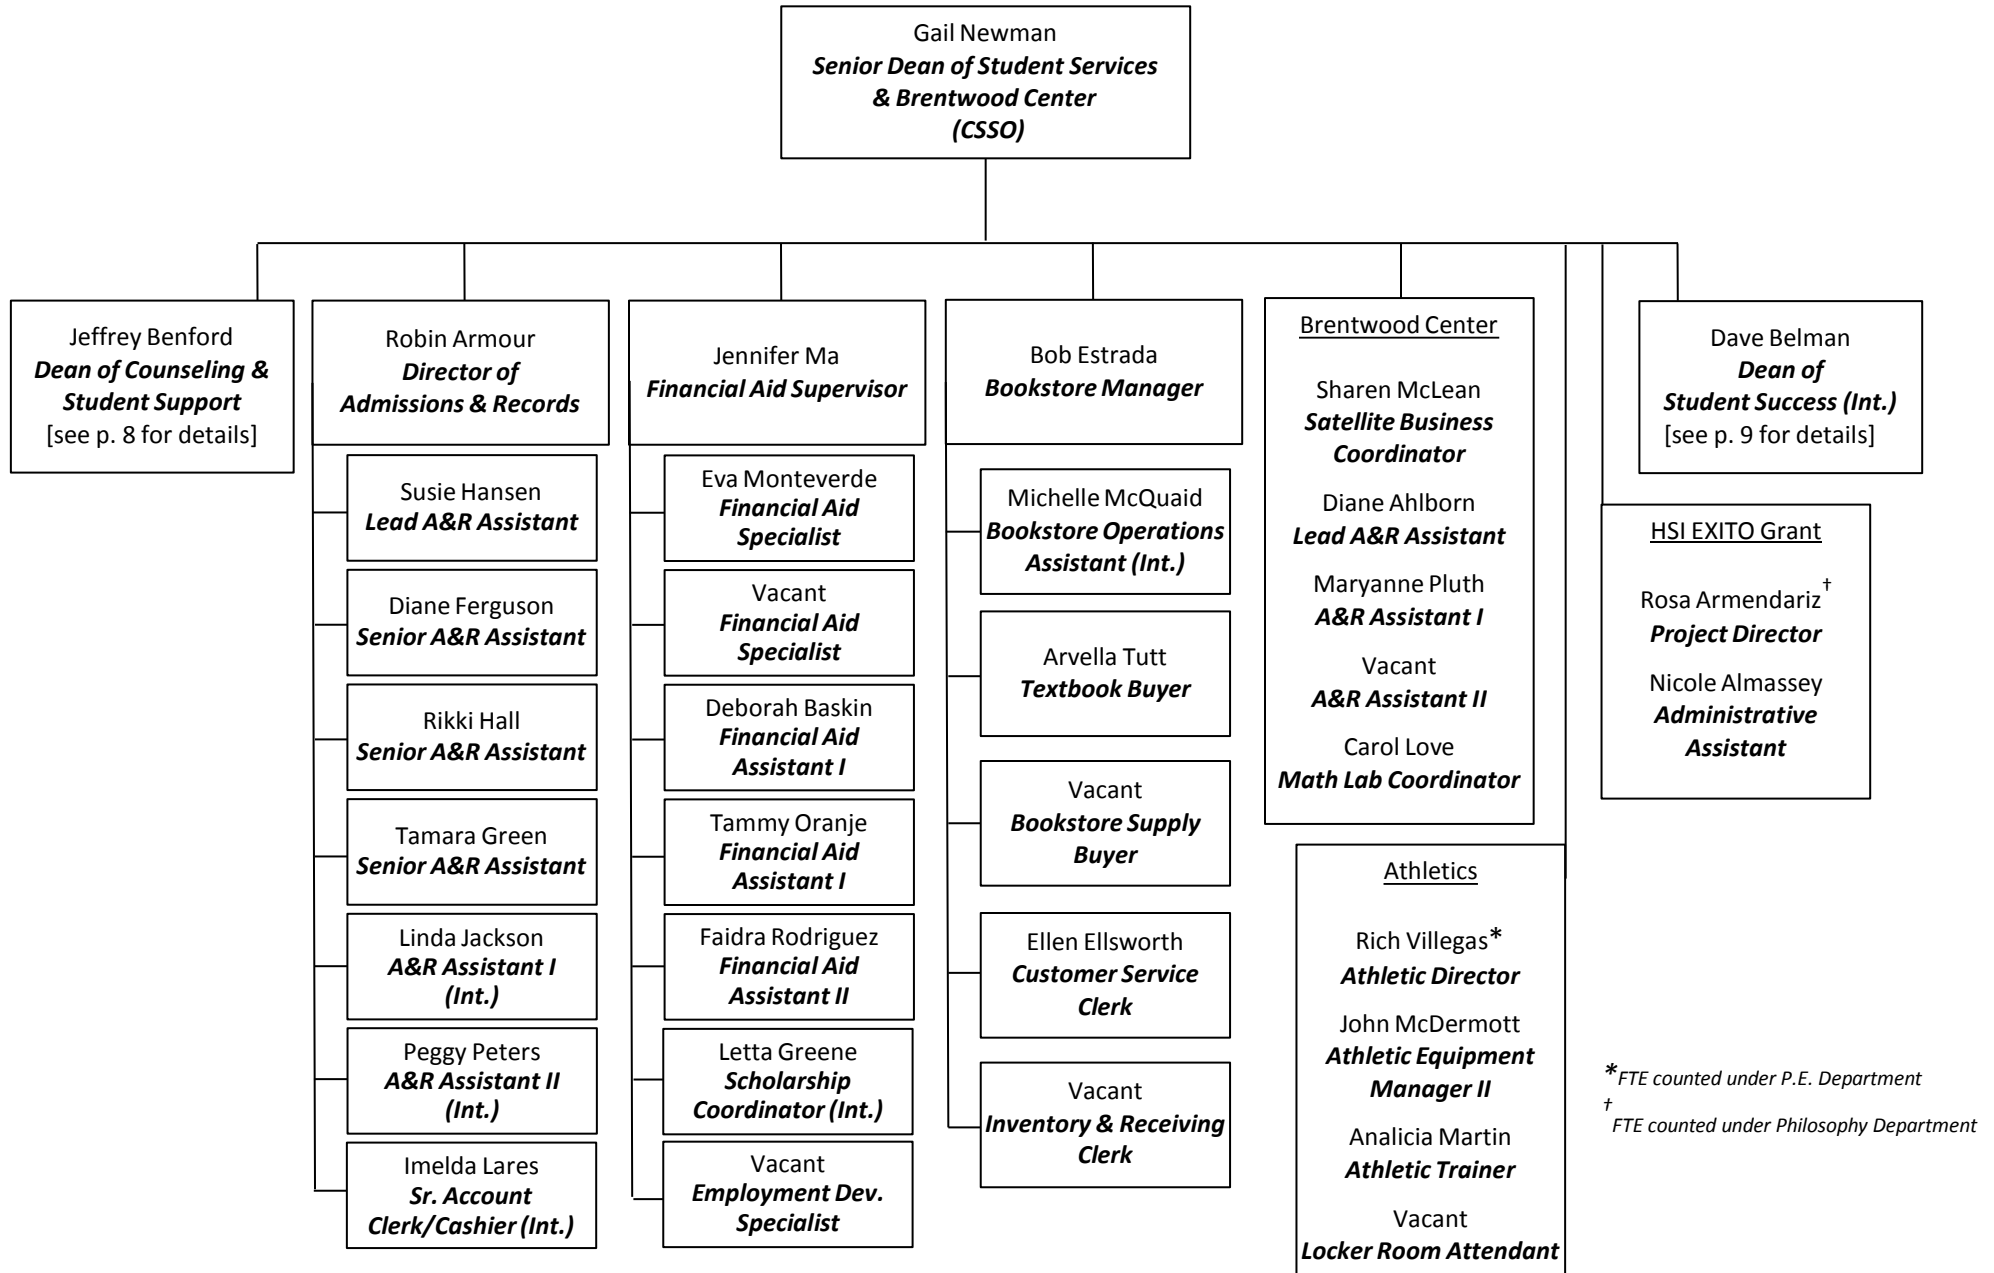 Gail Newman
Senior Dean of Student Services
& Brentwood Center
(CSSO)
Jeffrey Benford
Dean of Counseling &
Student Support
[see p. 8 for details]
Robin Armour
Director of
Admissions & Records
Susie Hansen
Lead A&R Assistant
Diane Ferguson
Senior A&R Assistant
Rikki Hall
Senior A&R Assistant
Tamara Green
Senior A&R Assistant
Linda Jackson
A&R Assistant I
(Int.)
Peggy Peters
A&R Assistant II
(Int.)
Imelda Lares
Sr. Account
Clerk/Cashier (Int.)
Jennifer Ma
Financial Aid Supervisor
Eva Monteverde
Financial Aid
Specialist
Vacant
Financial Aid
Specialist
Deborah Baskin
Financial Aid
Assistant I
Tammy Oranje
Financial Aid
Assistant I
Faidra Rodriguez
Financial Aid
Assistant II
Letta Greene
Scholarship
Coordinator (Int.)
Vacant
Employment Dev.
Specialist
Bob Estrada
Bookstore Manager
Michelle McQuaid
Bookstore Operations
Assistant (Int.)
Arvella Tutt
Textbook Buyer
Vacant
Bookstore Supply
Buyer
Ellen Ellsworth
Customer Service
Clerk
Vacant
Inventory & Receiving
Clerk
Brentwood Center
Sharen McLean
Satellite Business
Coordinator
Diane Ahlborn
Lead A&R Assistant
Maryanne Pluth
A&R Assistant I
Vacant
A&R Assistant II
Carol Love
Math Lab Coordinator
Athletics
Rich Villegas*
Athletic Director
John McDermott
Athletic Equipment
Manager II
Analicia Martin
Athletic Trainer
Vacant
Locker Room Attendant
HSI EXITO Grant
Rosa Armendariz†
Project Director
Nicole Almassey
Administrative
Assistant
Dave Belman
Dean of
Student Success (Int.)
[see p. 9 for details]
*FTE counted under P.E. Department
†FTE counted under Philosophy Department